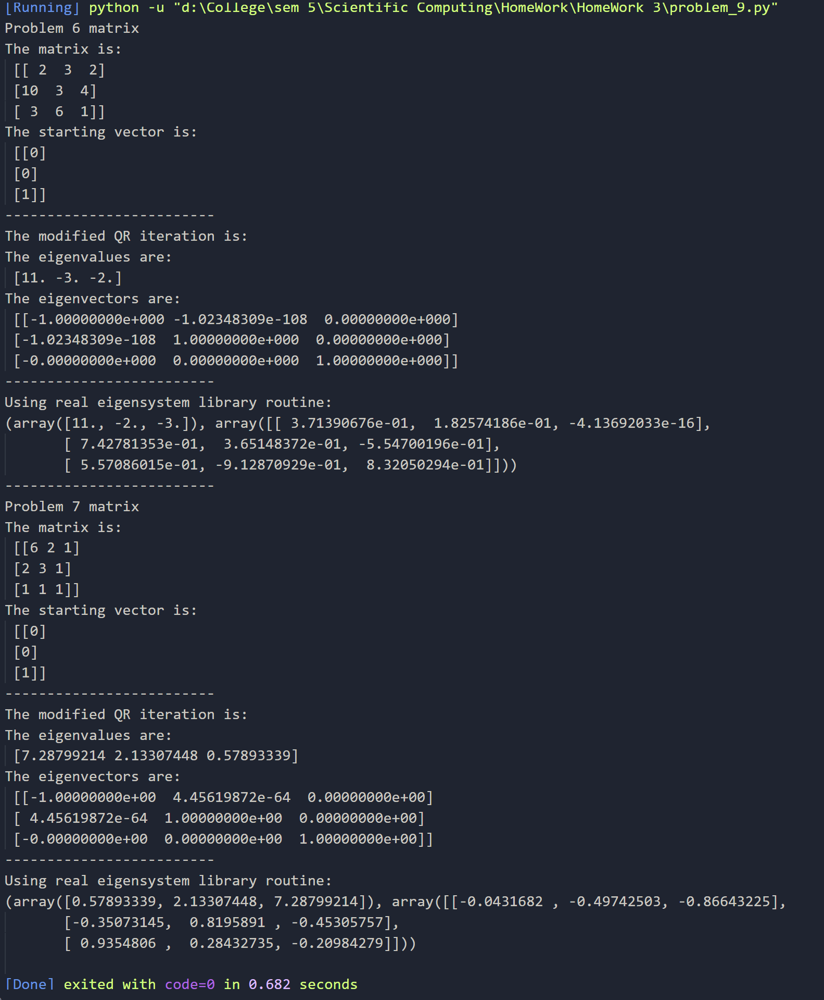 [Running] python -u "d:\College\sem 5\Scientific Computing\HomeWork\HomeWork 3\problem_9.py"
Problem 6 matrix
The matrix is:
 [[ 2  3  2]
 [10  3  4]
 [ 3  6  1]]
The starting vector is:
 [[0]
 [0]
 [1]]
-------------------------
The modified QR iteration is:
The eigenvalues are:
 [11. -3. -2.]
The eigenvectors are:
 [[-1.00000000e+000 -1.02348309e-108  0.00000000e+000]
 [-1.02348309e-108  1.00000000e+000  0.00000000e+000]
 [-0.00000000e+000  0.00000000e+000  1.00000000e+000]]
-------------------------
Using real eigensystem library routine:
(array([11., -2., -3.]), array([[ 3.71390676e-01,  1.82574186e-01, -4.13692033e-16],
       [ 7.42781353e-01,  3.65148372e-01, -5.54700196e-01],
       [ 5.57086015e-01, -9.12870929e-01,  8.32050294e-01]]))
-------------------------
Problem 7 matrix
The matrix is:
 [[6 2 1]
 [2 3 1]
 [1 1 1]]
The starting vector is:
 [[0]
 [0]
 [1]]
-------------------------
The modified QR iteration is:
The eigenvalues are:
 [7.28799214 2.13307448 0.57893339]
The eigenvectors are:
 [[-1.00000000e+00  4.45619872e-64  0.00000000e+00]
 [ 4.45619872e-64  1.00000000e+00  0.00000000e+00]
 [-0.00000000e+00  0.00000000e+00  1.00000000e+00]]
-------------------------
Using real eigensystem library routine:
(array([0.57893339, 2.13307448, 7.28799214]), array([[-0.0431682 , -0.49742503, -0.86643225],
       [-0.35073145,  0.8195891 , -0.45305757],
       [ 0.9354806 ,  0.28432735, -0.20984279]]))
[Done] exited with code=0 in 0.682 seconds